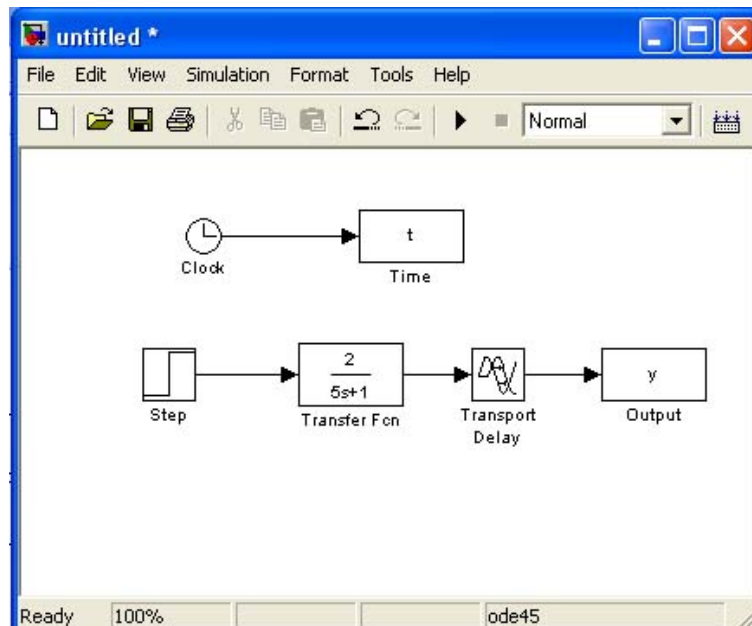 untitled *
File Edit View Simulation Format Tools Help
Normal
t
Clock
Time
2
5s+1
y
Step
Transfer Fcn
Transport
Delay
Output
Ready 100% ode45